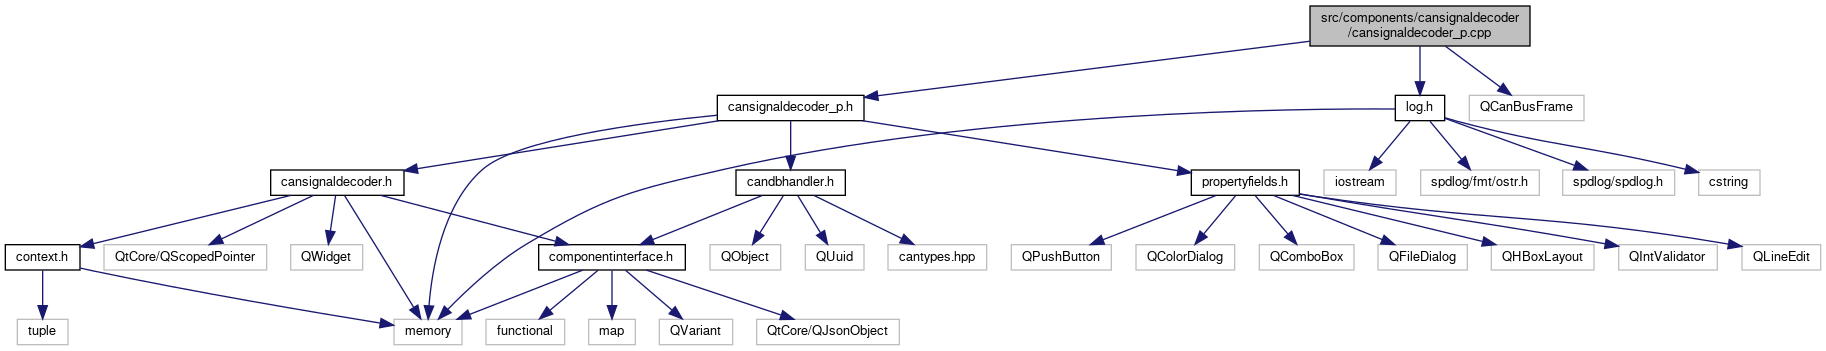 src/components/cansignaldecoder
/cansignaldecoder_p.cpp
cansignaldecoder_p.h
log.h
QCanBusFrame
cansignaldecoder.h
candbhandler.h
propertyfields.h
iostream
spdlog/fmt/ostr.h
spdlog/spdlog.h
cstring
context.h
QtCore/QScopedPointer
QWidget
componentinterface.h
QObject
QUuid
cantypes.hpp
QPushButton
QColorDialog
QComboBox
QFileDialog
QHBoxLayout
QIntValidator
QLineEdit
tuple
memory
functional
map
QVariant
QtCore/QJsonObject